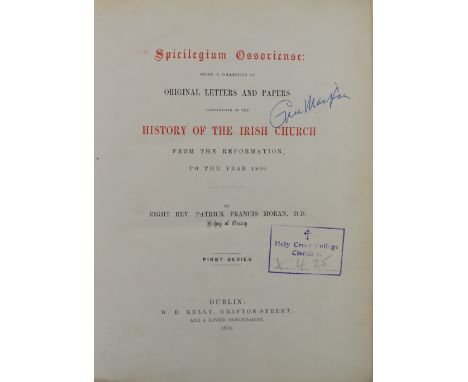 Spicilegium Ossoriense:
BEING A COLLECTION OF
ORIGINAL LETTERS AND PAPERS
ILLUSTRATIVE OF THE
HISTORY OF THE IRISH CHURCH
FROM THE REFORMATION,
TO THE YEAR 1800
BY
RIGHT REV. PATRICK FRANCIS MORAN, D.D.
Bishop of Ossory
Holy Cross College
FIRST SERIES
DUBLIN:
W. B. KELLY, GRAFTON-STREET,
AND 4 LOWER ORMOND-QUAY.
1874.